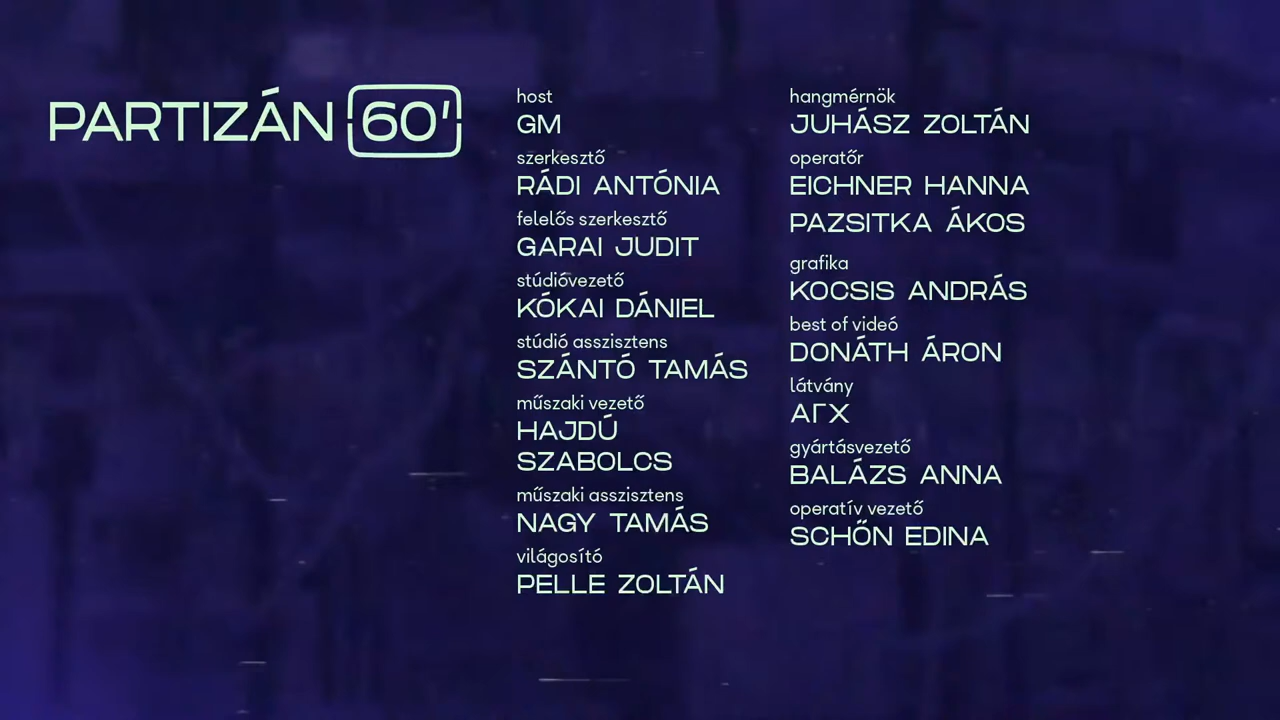 PARTIZÁN 60'
host
GM
szerkesztő
RÁDI ANTÓNIA
felelős szerkesztő
GARAI JUDIT
stúdióvezető
KÓKAI DÁNIEL
stúdió asszisztens
SZÁNTÓ TAMÁS
műszaki vezető
HAJDÚ
SZABOLCS
műszaki asszisztens
NAGY TAMÁS
világosító
PELLE ZOLTÁN
hangmérnök
JUHÁSZ ZOLTÁN
operatőr
EICHNER HANNA
PAZSITKA ÁKOS
grafika
KOCSIS ANDRÁS
best of videó
DONÁTH ÁRON
látvány
АГХ
gyártásvezető
BALÁZS ANNA
operatív vezető
SCHŐN EDINA